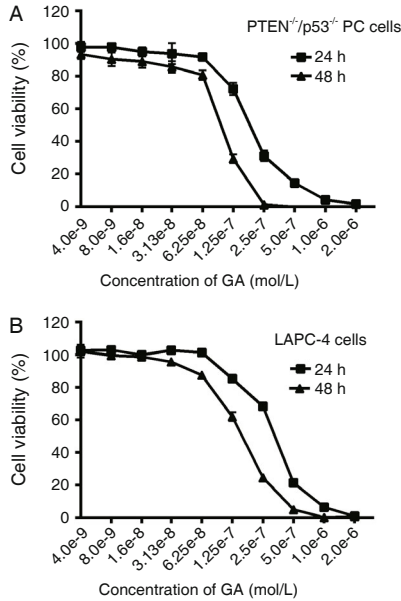 A
PTEN-/-/p53-/- PC cells
24 h
48 h
Cell viability (%)
120
100
80
60
40
20
0
4.0e-9 8.0e-9 1.6e-8 3.13e-8 6.25e-8 1.25e-7 2.5e-7 5.0e-7 1.0e-6 2.0e-6
Concentration of GA (mol/L)
B
LAPC-4 cells
24 h
48 h
Cell viability (%)
120
100
80
60
40
20
0
4.0e-9 8.0e-9 1.6e-8 3.13e-8 6.25e-8 1.25e-7 2.5e-7 5.0e-7 1.0e-6 2.0e-6
Concentration of GA (mol/L)